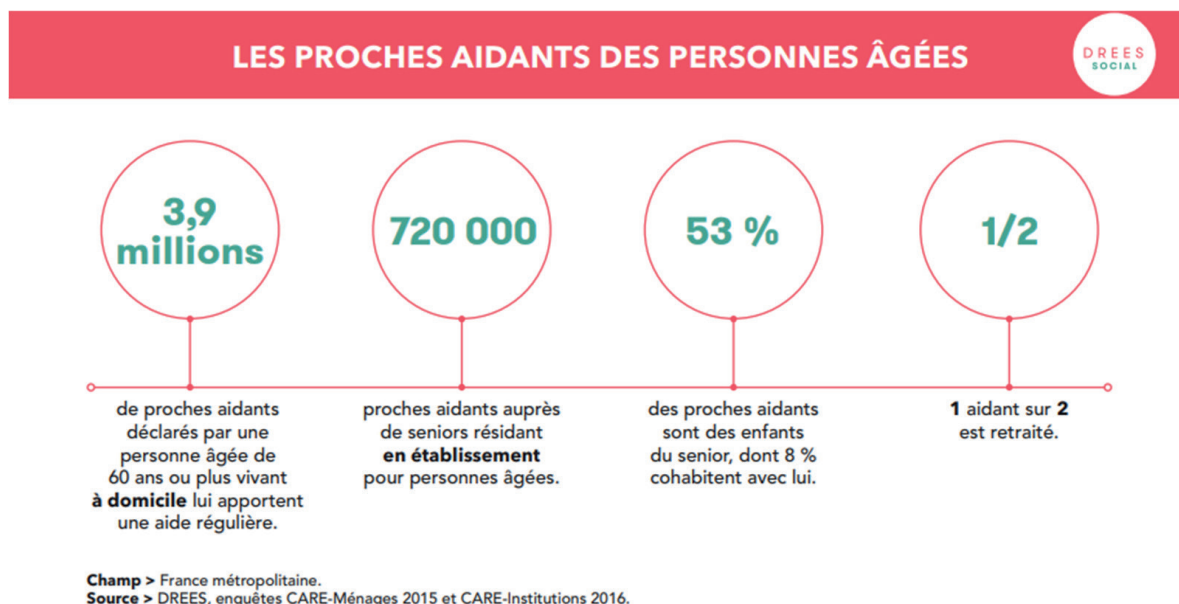 LES PROCHES AIDANTS DES PERSONNES ÂGÉES
DREES
SOCIAL
3,9
millions
de proches aidants
déclarés par une
personne âgée de
60 ans ou plus vivant
à domicile lui apportent
une aide régulière.
720 000
proches aidants auprès
de seniors résidant
en établissement
pour personnes âgées.
53 %
des proches aidants
sont des enfants
du senior, dont 8 %
cohabitent avec lui.
1/2
1 aidant sur 2
est retraité.
Champ > France métropolitaine.
Source > DREES, enquêtes CARE-Ménages 2015 et CARE-Institutions 2016.